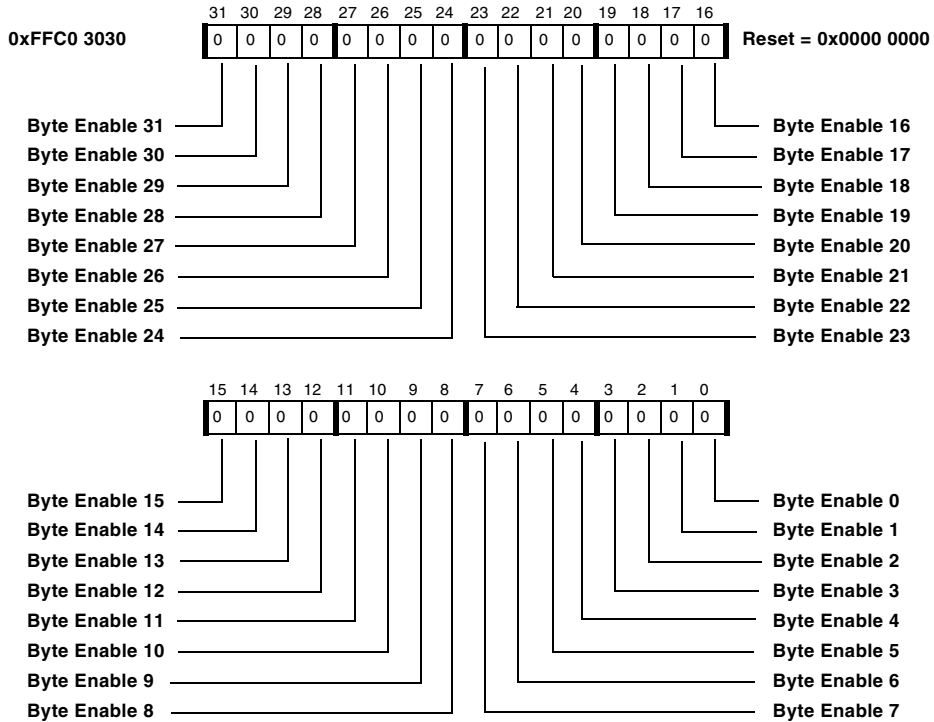 31 30 29 28 27 26 25 24 23 22 21 20 19 18 17 16
0xFFC0 3030 0 0 0 0 0 0 0 0 0 0 0 0 0 0 0 0 Reset = 0x0000 0000
Byte Enable 31 Byte Enable 16
Byte Enable 30 Byte Enable 17
Byte Enable 29 Byte Enable 18
Byte Enable 28 Byte Enable 19
Byte Enable 27 Byte Enable 20
Byte Enable 26 Byte Enable 21
Byte Enable 25 Byte Enable 22
Byte Enable 24 Byte Enable 23
15 14 13 12 11 10 9 8 7 6 5 4 3 2 1 0
0 0 0 0 0 0 0 0 0 0 0 0 0 0 0 0
Byte Enable 15 Byte Enable 0
Byte Enable 14 Byte Enable 1
Byte Enable 13 Byte Enable 2
Byte Enable 12 Byte Enable 3
Byte Enable 11 Byte Enable 4
Byte Enable 10 Byte Enable 5
Byte Enable 9 Byte Enable 6
Byte Enable 8 Byte Enable 7